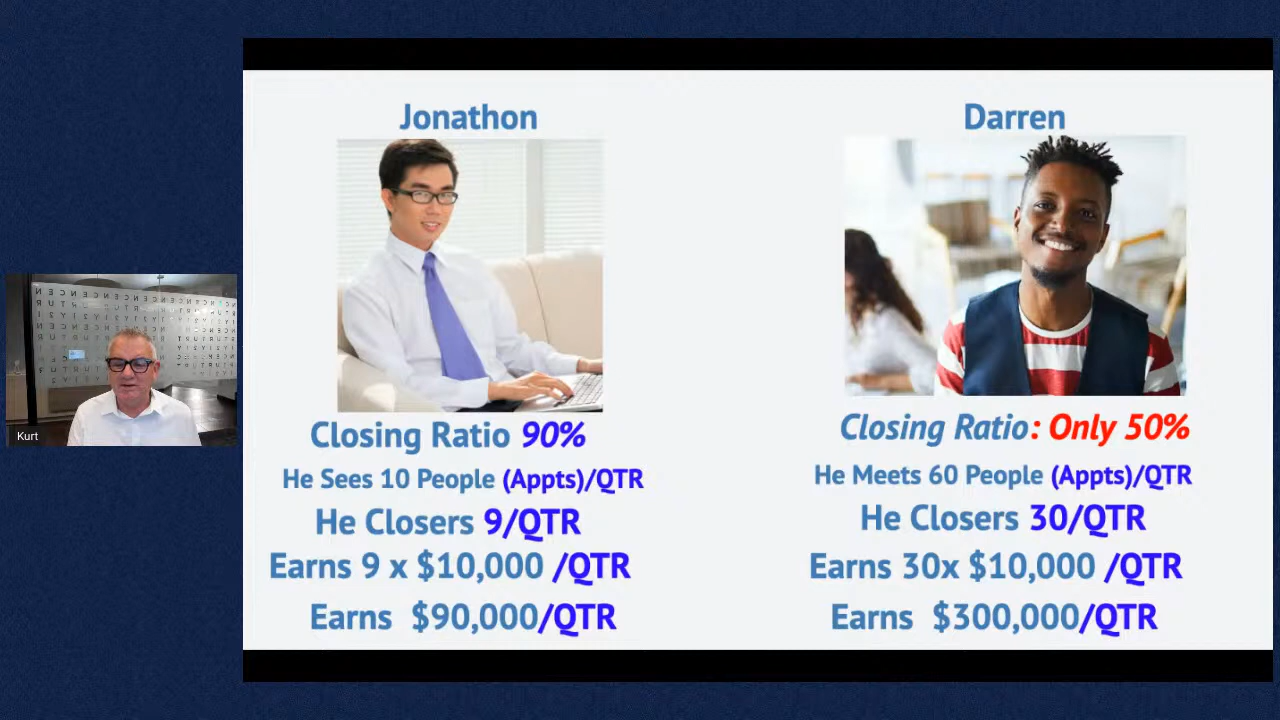 Jonathon
Closing Ratio 90%
He Sees 10 People (Appts)/QTR
He Closers 9/QTR
Earns 9 x $10,000 /QTR
Earns $90,000/QTR
Darren
Closing Ratio: Only 50%
He Meets 60 People (Appts)/QTR
He Closers 30/QTR
Earns 30x $10,000 /QTR
Earns $300,000/QTR
Kurt